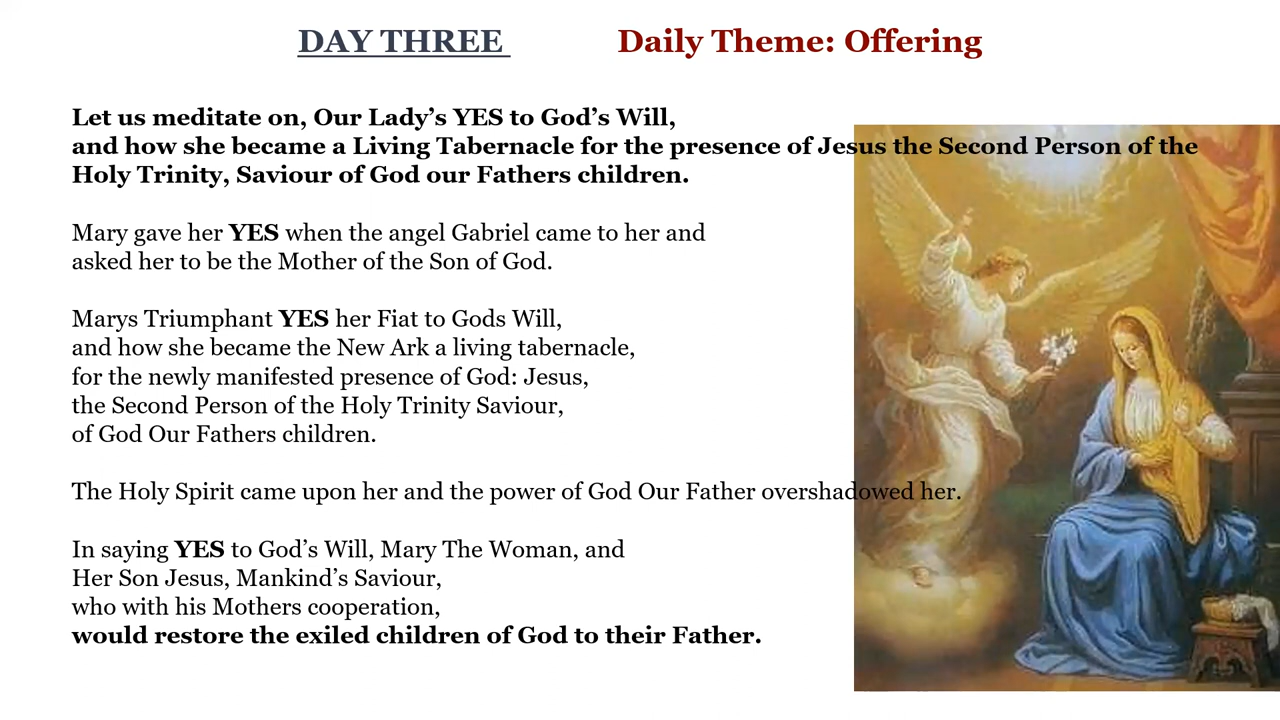 DAY THREE Daily Theme: Offering
Let us meditate on, Our Lady’s YES to God’s Will,
and how she became a Living Tabernacle for the presence of Jesus the Second Person of the
Holy Trinity, Saviour of God our Fathers children.
Mary gave her YES when the angel Gabriel came to her and
asked her to be the Mother of the Son of God.
Marys Triumphant YES her Fiat to Gods Will,
and how she became the New Ark a living tabernacle,
for the newly manifested presence of God: Jesus,
the Second Person of the Holy Trinity Saviour,
of God Our Fathers children.
The Holy Spirit came upon her and the power of God Our Father overshadowed her.
In saying YES to God’s Will, Mary The Woman, and
Her Son Jesus, Mankind’s Saviour,
who with his Mothers cooperation,
would restore the exiled children of God to their Father.